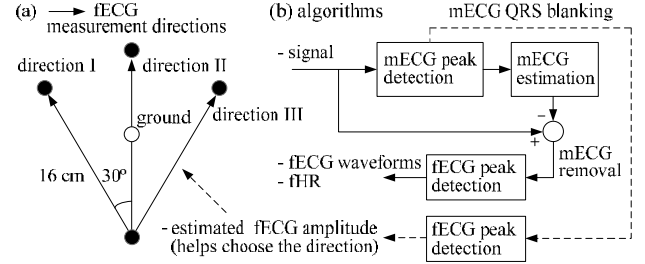 (a) fECG
measurement directions
direction I
direction II
direction III
ground
16 cm
30º
- estimated fECG amplitude
(helps choose the direction)
(b) algorithms
mECG QRS blanking
- signal
mECG peak
detection
mECG
estimation
-
+
mECG
removal
fECG peak
detection
- fECG waveforms
- fHR
fECG peak
detection